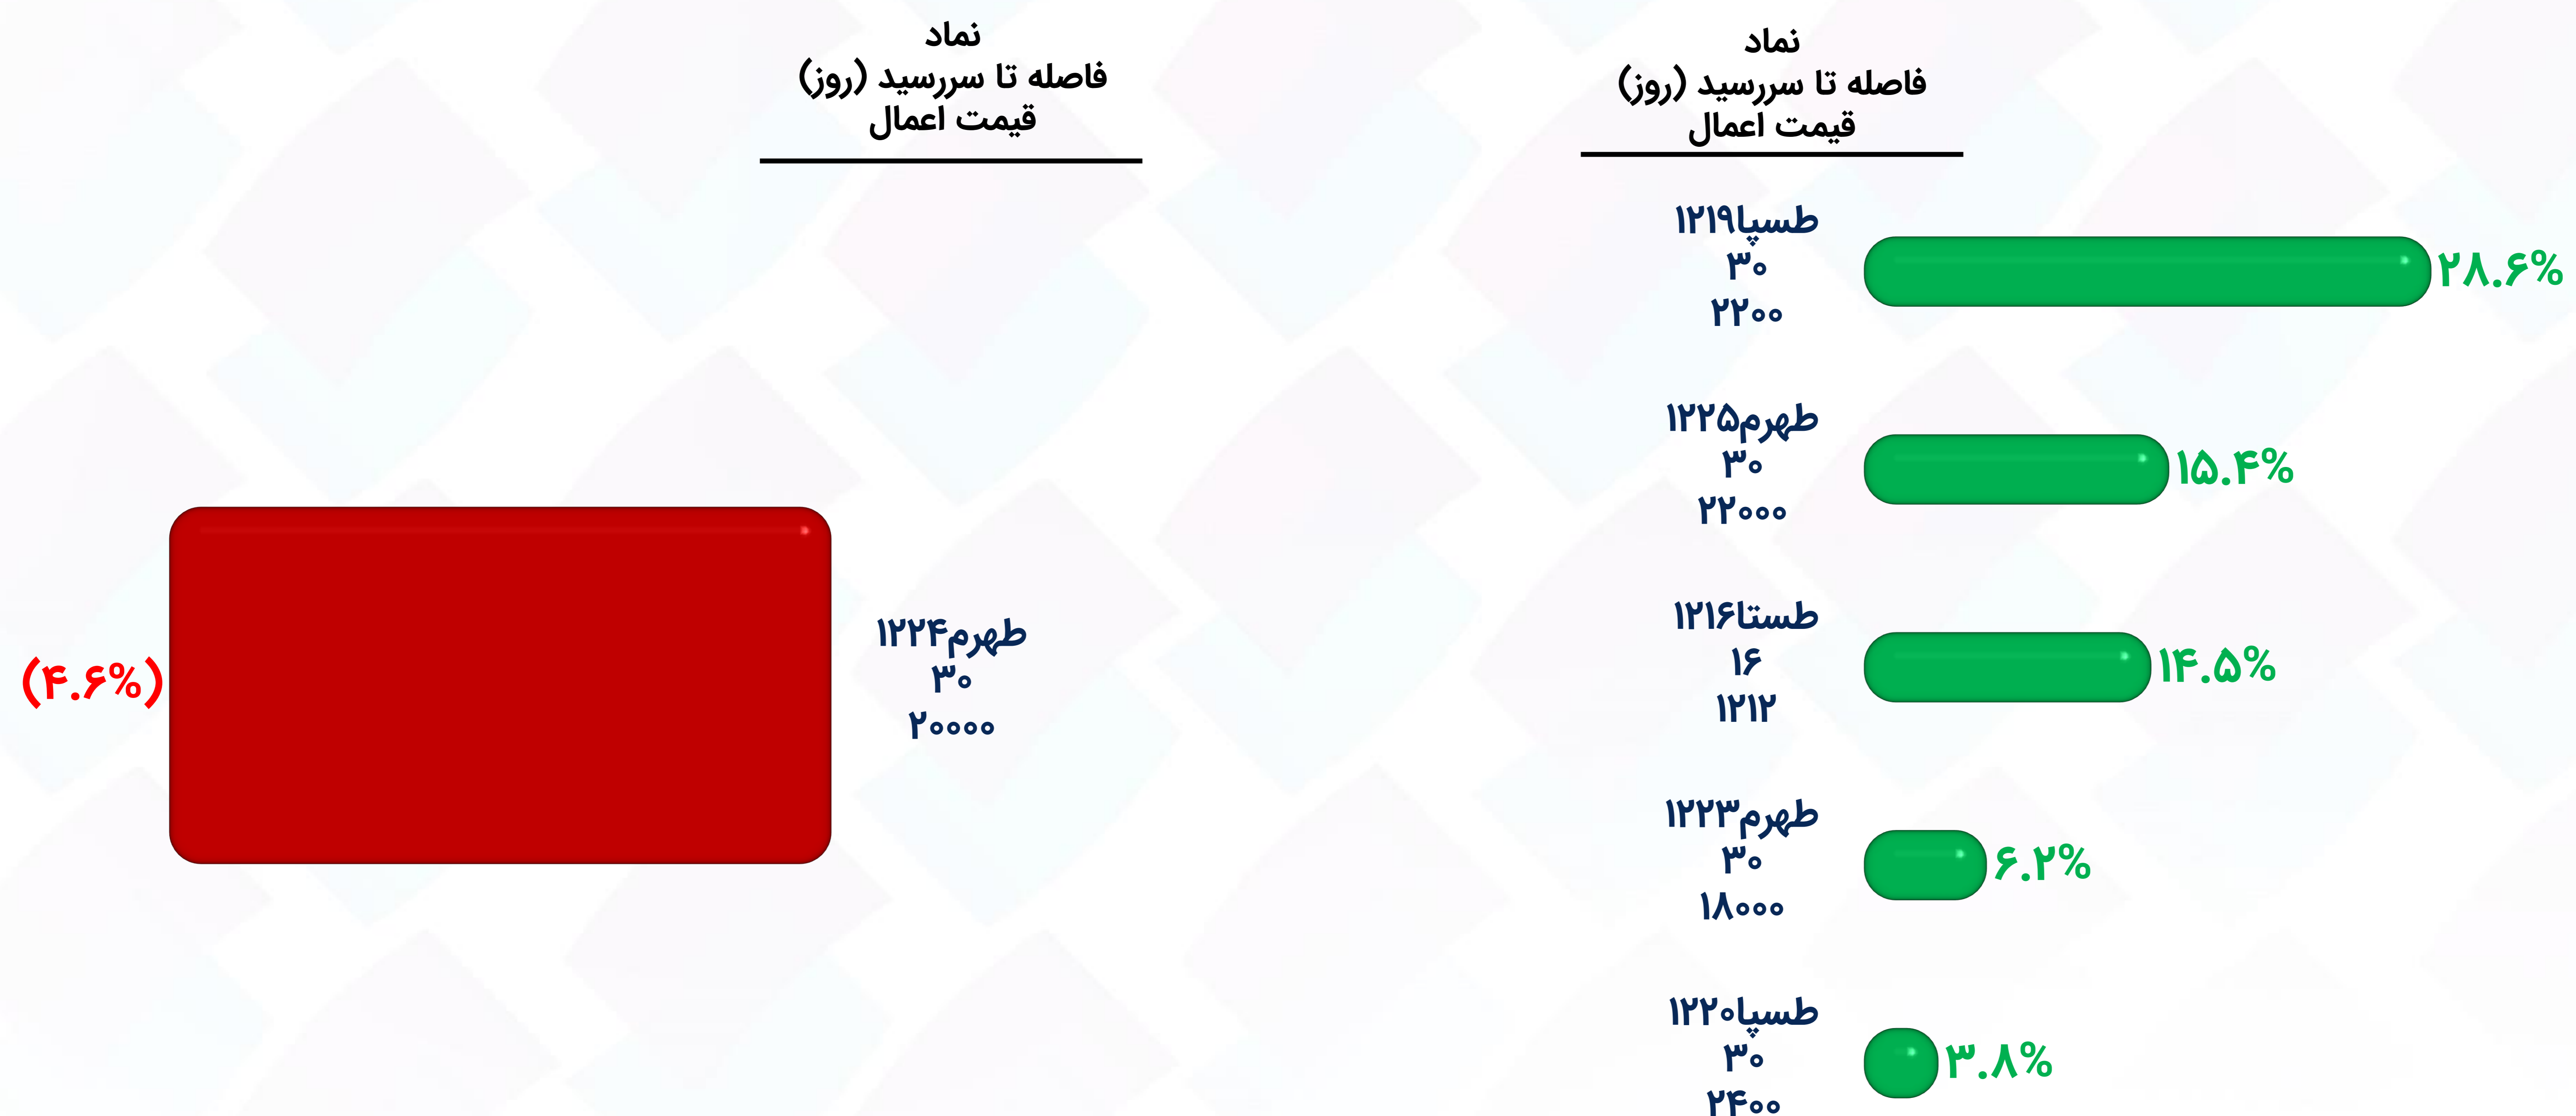 نماد
فاصله تا سررسید (روز)
قیمت اعمال
طسپا۱۲۱۹
۳۰
۲۲۰۰
۲۸.۶%
طهرم۱۲۲۵
۳۰
۲۲۰۰۰
۱۵.۴%
طستا۱۲۱۶
۱۶
۱۲۱۲
۱۴.۵%
طهرم۱۲۲۳
۳۰
۱۸۰۰۰
۶.۲%
طسپا۱۲۲۰
۳۰
۲۴۰۰
۳.۸%
نماد
فاصله تا سررسید (روز)
قیمت اعمال
طهرم۱۲۲۴
۳۰
۲۰۰۰۰
(۴.۶%)